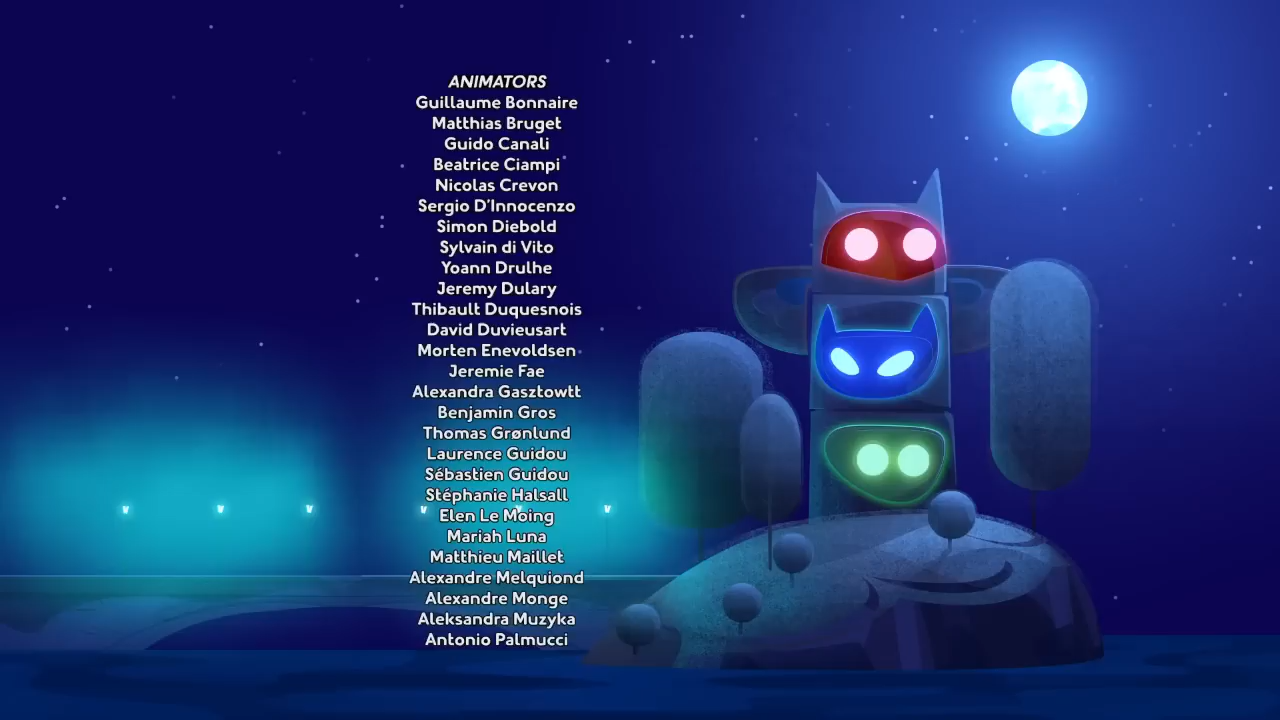 ANIMATORS
Guillaume Bonnaire
Matthias Bruget
Guido Canali
Beatrice Ciampi
Nicolas Crevon
Sergio D'Innocenzo
Simon Diebold
Sylvain di Vito
Yoann Drulhe
Jeremy Dulary
Thibault Duquesnois
David Duvieusart
Morten Enevoldsen
Jeremie Fae
Alexandra Gasztowtt
Benjamin Gros
Thomas Grønlund
Laurence Guidou
Sébastien Guidou
Stéphanie Halsall
Elen Le Moing
Mariah Luna
Matthieu Maillet
Alexandre Melquiond
Alexandre Monge
Aleksandra Muzyka
Antonio Palmucci